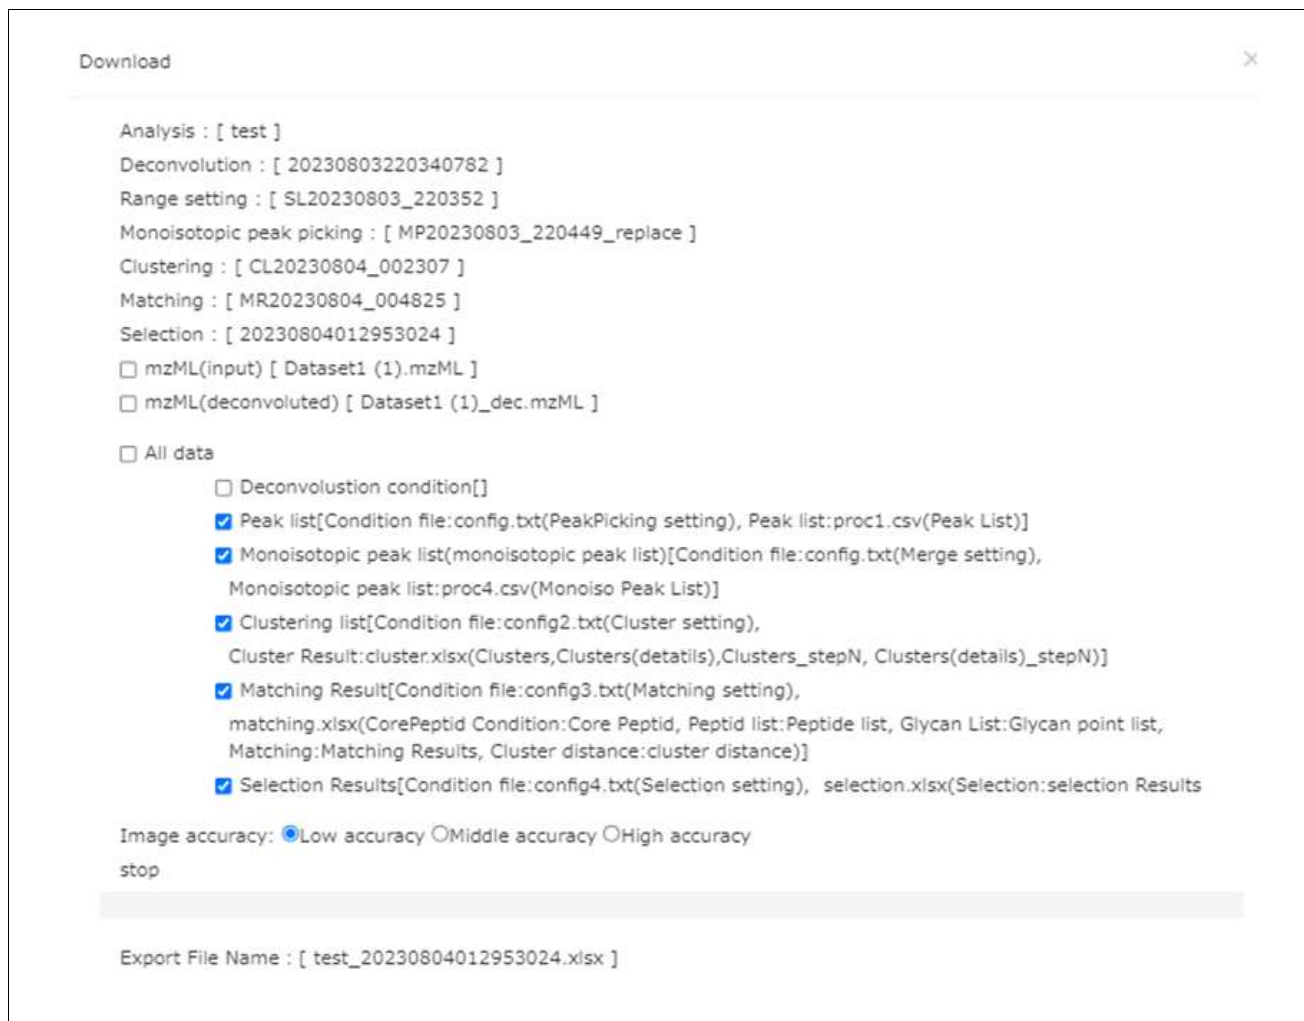 Download
Analysis : [ test ]
Deconvolution : [ 20230803220340782 ]
Range setting : [ SL20230803_220352 ]
Monoisotopic peak picking : [ MP20230803_220449_replace ]
Clustering : [ CL20230804_002307 ]
Matching : [ MR20230804_004825 ]
Selection : [ 20230804012953024 ]
mzML(input) [ Dataset1 (1).mzML ]
mzML(deconvoluted) [ Dataset1 (1)_dec.mzML ]
All data
Deconvolustion condition[]
Peak list[Condition file:config.txt(PeakPicking setting), Peak list:proc1.csv(Peak List)]
Monoisotopic peak list(monoisotopic peak list)[Condition file:config.txt(Merge setting),
Monoisotopic peak list:proc4.csv(Monoiso Peak List)]
Clustering list[Condition file:config2.txt(Cluster setting),
Cluster Result:cluster.xlsx(Clusters,Clusters(detatils),Clusters_stepN, Clusters(details)_stepN)]
Matching Result[Condition file:config3.txt(Matching setting),
matching.xlsx(CorePeptid Condition:Core Peptid, Peptid list:Peptide list, Glycan List:Glycan point list,
Matching:Matching Results, Cluster distance:cluster distance)]
Selection Results[Condition file:config4.txt(Selection setting),  selection.xlsx(Selection:selection Results
Image accuracy: Low accuracy Middle accuracy High accuracy
stop
Export File Name : [ test_20230804012953024.xlsx ]